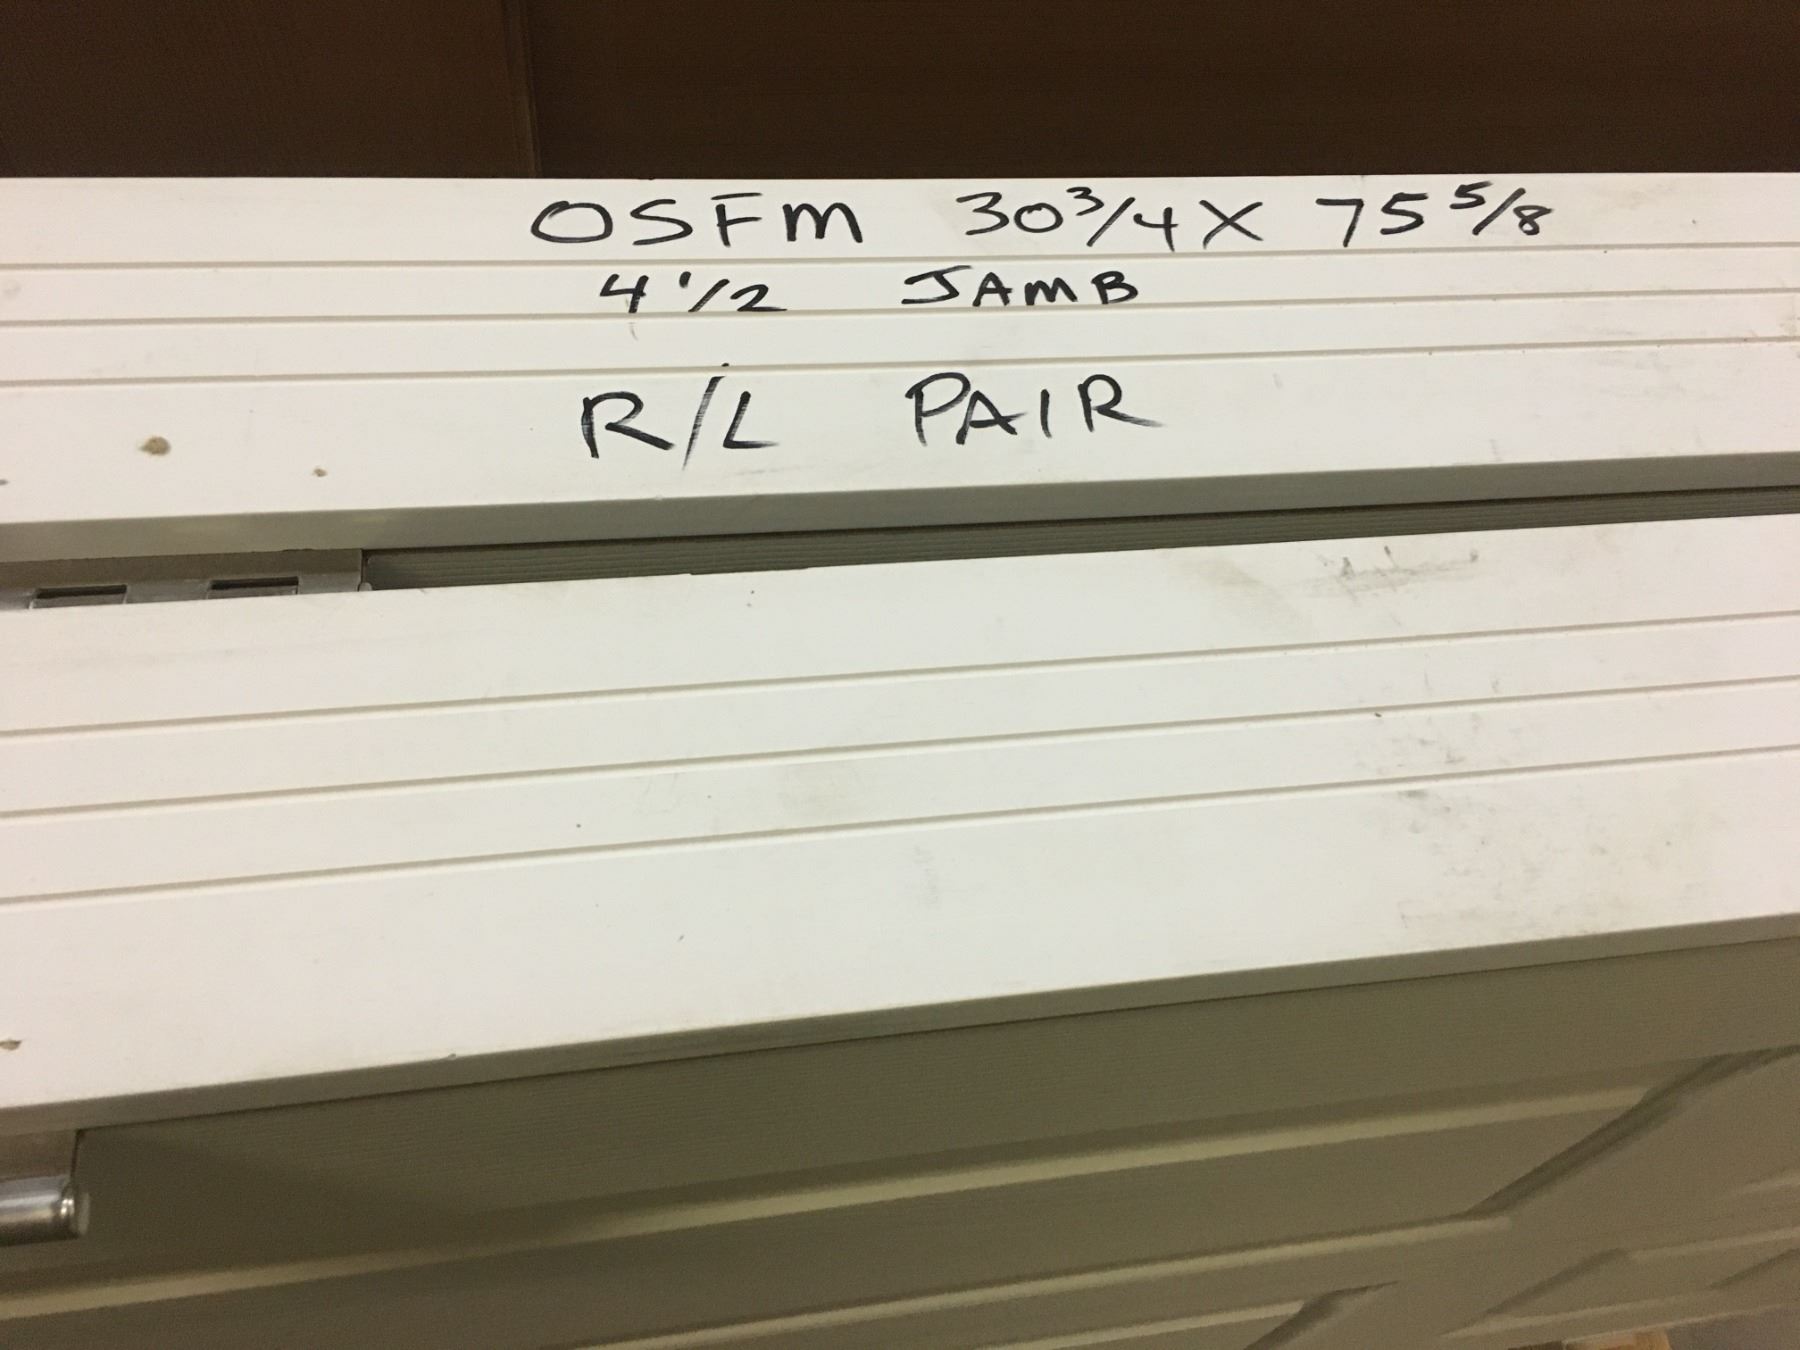 OSFM 30 3/4 X 75 5/8
4 1/2 JAMB
R/L PAIR